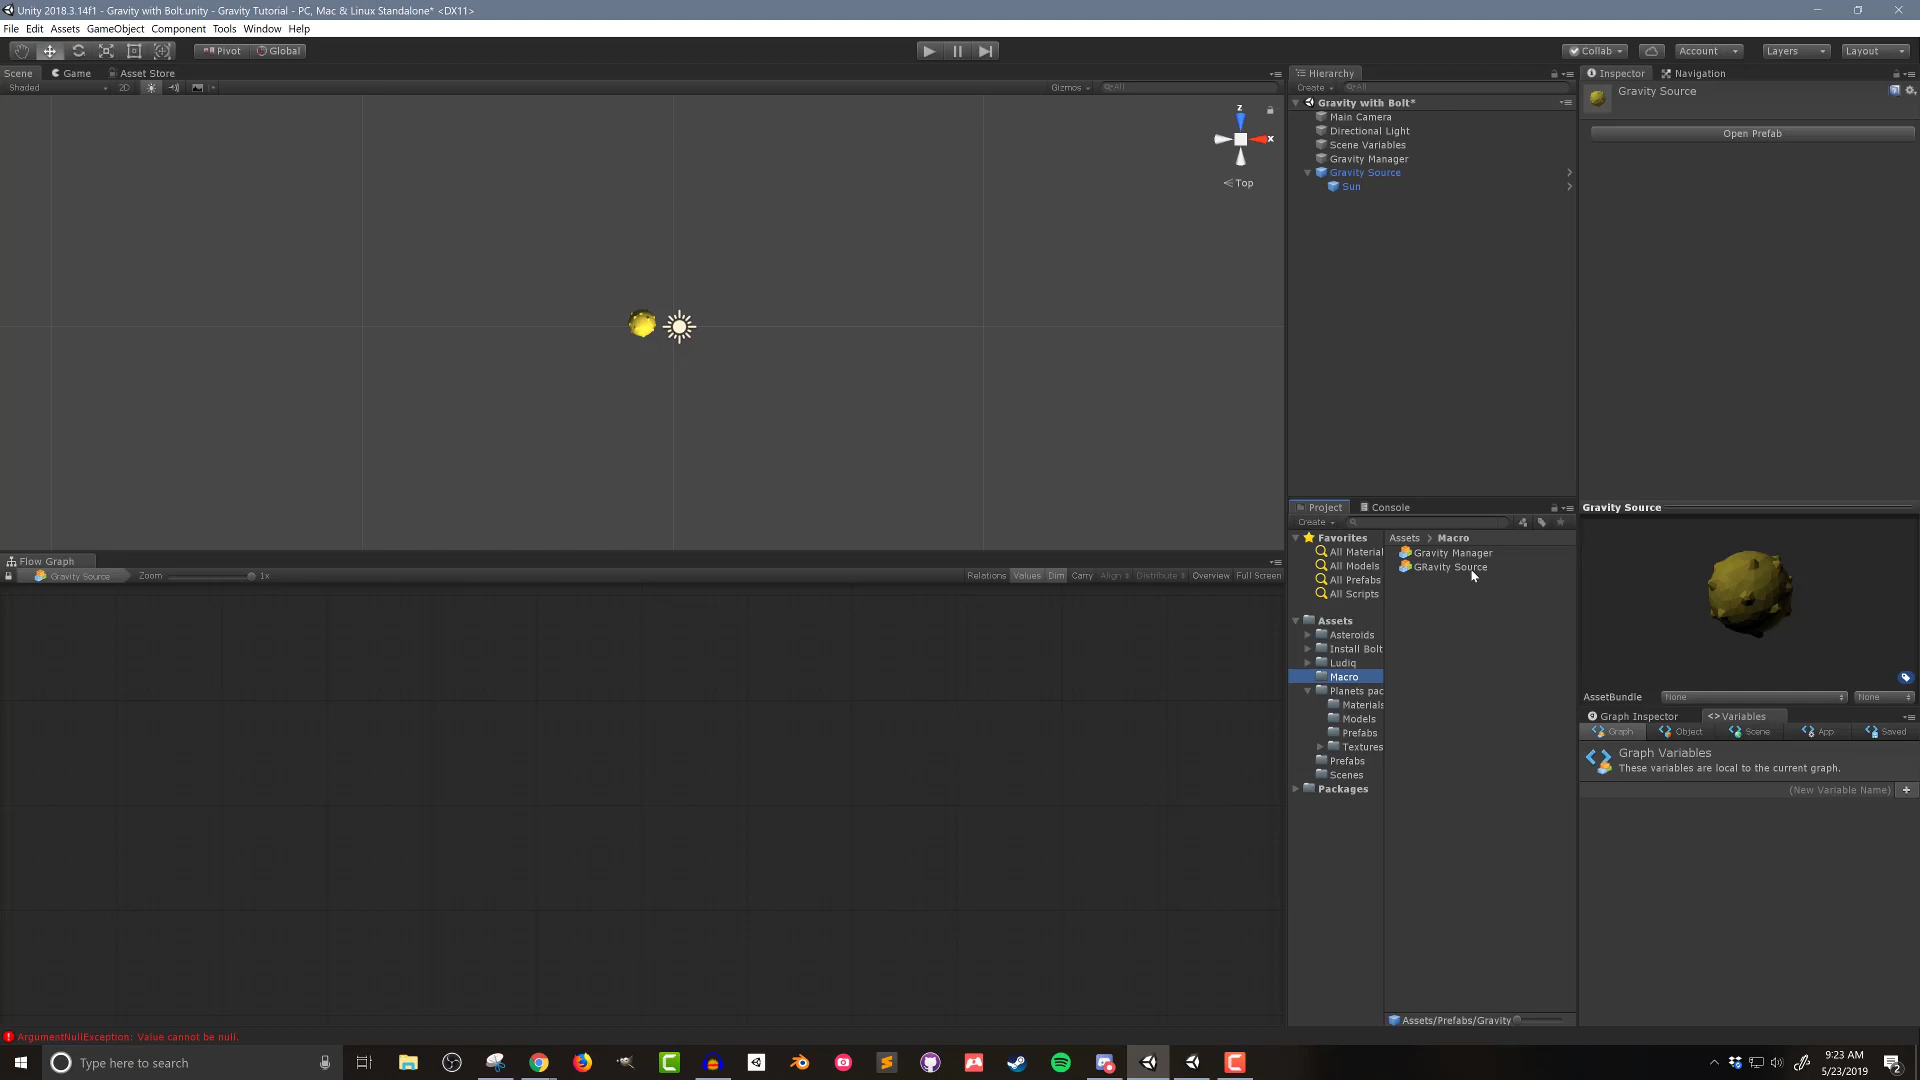 Unity 2018.3.14f1 - Gravity with Bolt.unity - Gravity Tutorial - PC, Mac & Linux Standalone* <DX11>
File Edit Assets GameObject Component Tools Window Help
Pivot Global Collab Account Layers Layout
Scene Game Asset Store
Shaded 2D Gizmos All
z
x
Top
Hierarchy
Create All
Gravity with Bolt*
Main Camera
Directional Light
Scene Variables
Gravity Manager
Gravity Source
Sun
Inspector Navigation
Gravity Source
Open Prefab
Project Console
Create
Favorites
All Material
All Models
All Prefabs
All Scripts
Assets
Asteroids
Install Bolt
Ludiq
Macro
Planets pac
Materials
Models
Prefabs
Textures
Prefabs
Scenes
Packages
Assets > Macro
Gravity Manager
GRavity Source
Assets/Prefabs/Gravity
Gravity Source
AssetBundle None None
Graph Inspector <> Variables
Graph Object Scene App Saved
Graph Variables
These variables are local to the current graph.
(New Variable Name) +
Flow Graph
Gravity Source Zoom 1x Relations Values Dim Carry Align Distribute Overview Full Screen
ArgumentNullException: Value cannot be null.
Type here to search
9:23 AM
5/23/2019
2